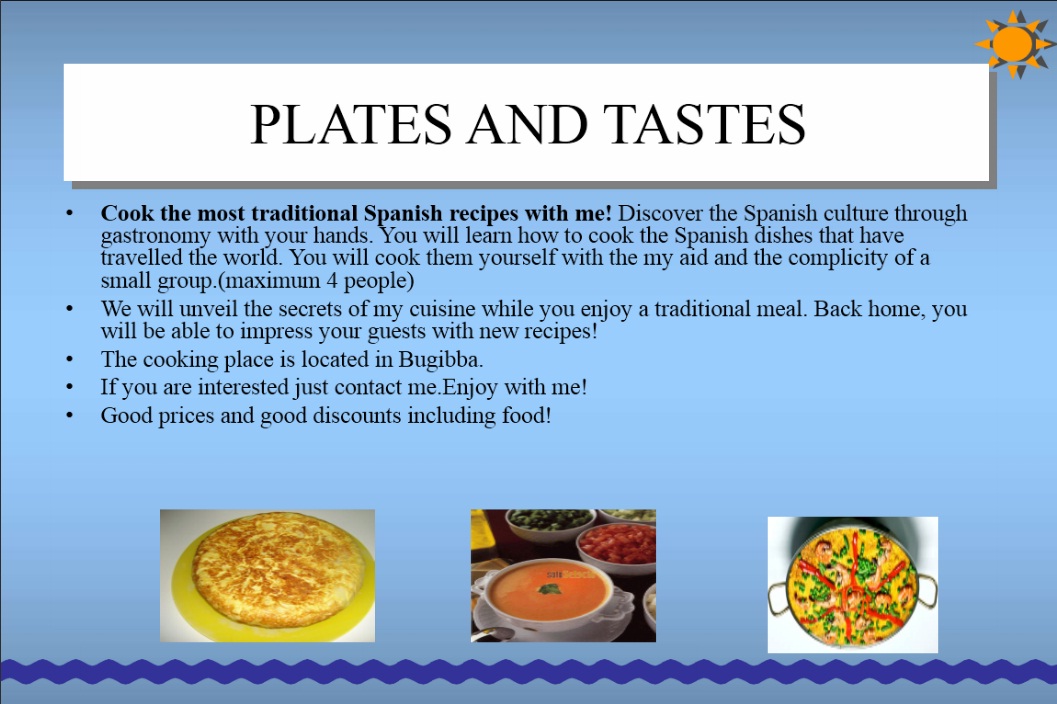 PLATES AND TASTES
• Cook the most traditional Spanish recipes with me! Discover the Spanish culture through
gastronomy with your hands. You will learn how to cook the Spanish dishes that have
travelled the world. You will cook them yourself with the my aid and the complicity of a
small group.(maximum 4 people)
• We will unveil the secrets of my cuisine while you enjoy a traditional meal. Back home, you
will be able to impress your guests with new recipes!
• The cooking place is located in Bugibba.
• If you are interested just contact me.Enjoy with me!
• Good prices and good discounts including food!